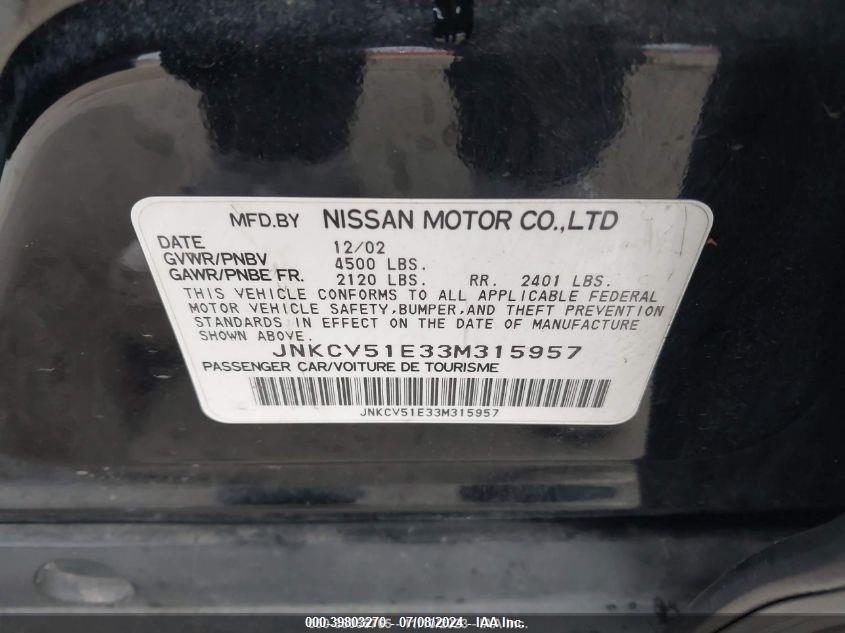 MFD.BY NISSAN MOTOR CO.,LTD
DATE 12/02
GVWR/PNBV 4500 LBS.
GAWR/PNBE FR. 2120 LBS. RR. 2401 LBS.
THIS VEHICLE CONFORMS TO ALL APPLICABLE FEDERAL
MOTOR VEHICLE SAFETY,BUMPER,AND THEFT PREVENTION
STANDARDS IN EFFECT ON THE DATE OF MANUFACTURE
SHOWN ABOVE.
JNKCV51E33M315957
PASSENGER CAR/VOITURE DE TOURISME
JNKCV51E33M315957
000-39803270 - 07/08/2024 - IAA Inc.